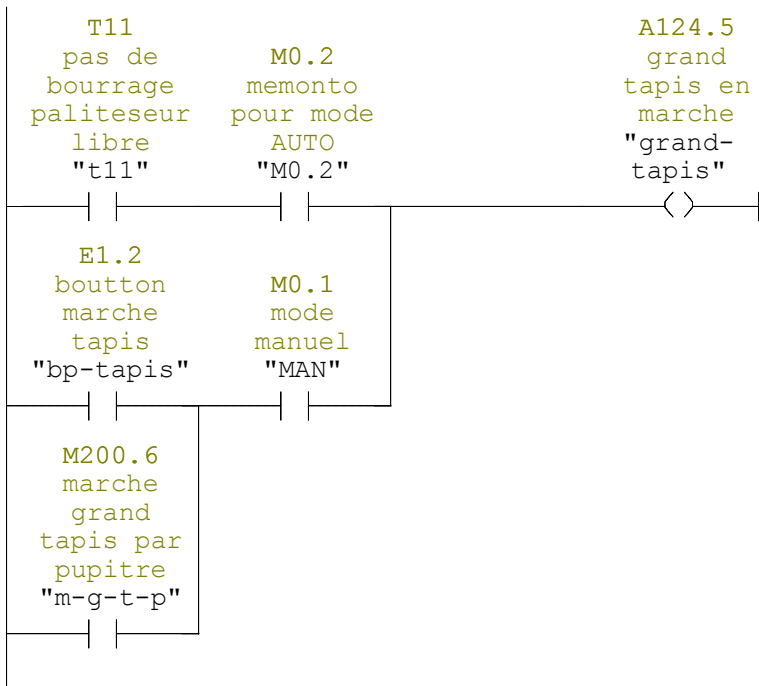 T11
pas de
bourrage
paliteseur
libre
"t11"
M0.2
memonto
pour mode
AUTO
"M0.2"
A124.5
grand
tapis en
marche
"grand-
tapis"
E1.2
boutton
marche
tapis
"bp-tapis"
M0.1
mode
manuel
"MAN"
M200.6
marche
grand
tapis par
pupitre
"m-g-t-p"